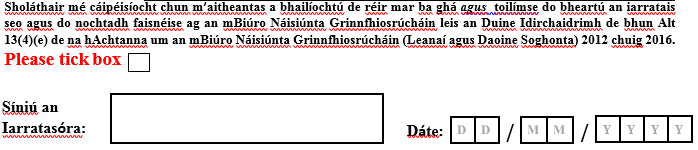 Sholáthair mé cáipéisíocht chun m'aitheantas a bhailíochtú de réir mar ba ghá agus toilímse do bheartú an iarratais
seo agus do nochtadh faisnéise ag an mBiúro Náisiúnta Grinnfhiosrúcháin leis an Duine Idirchaidrimh de bhun Alt
13(4)(e) de na hAchtanna um an mBiúro Náisiúnta Grinnfhiosrúcháin (Leanaí agus Daoine Soghonta) 2012 chuig 2016.
Please tick box
Síniú an
Iarratasóra:
Dáte: D D / M M / Y Y Y Y